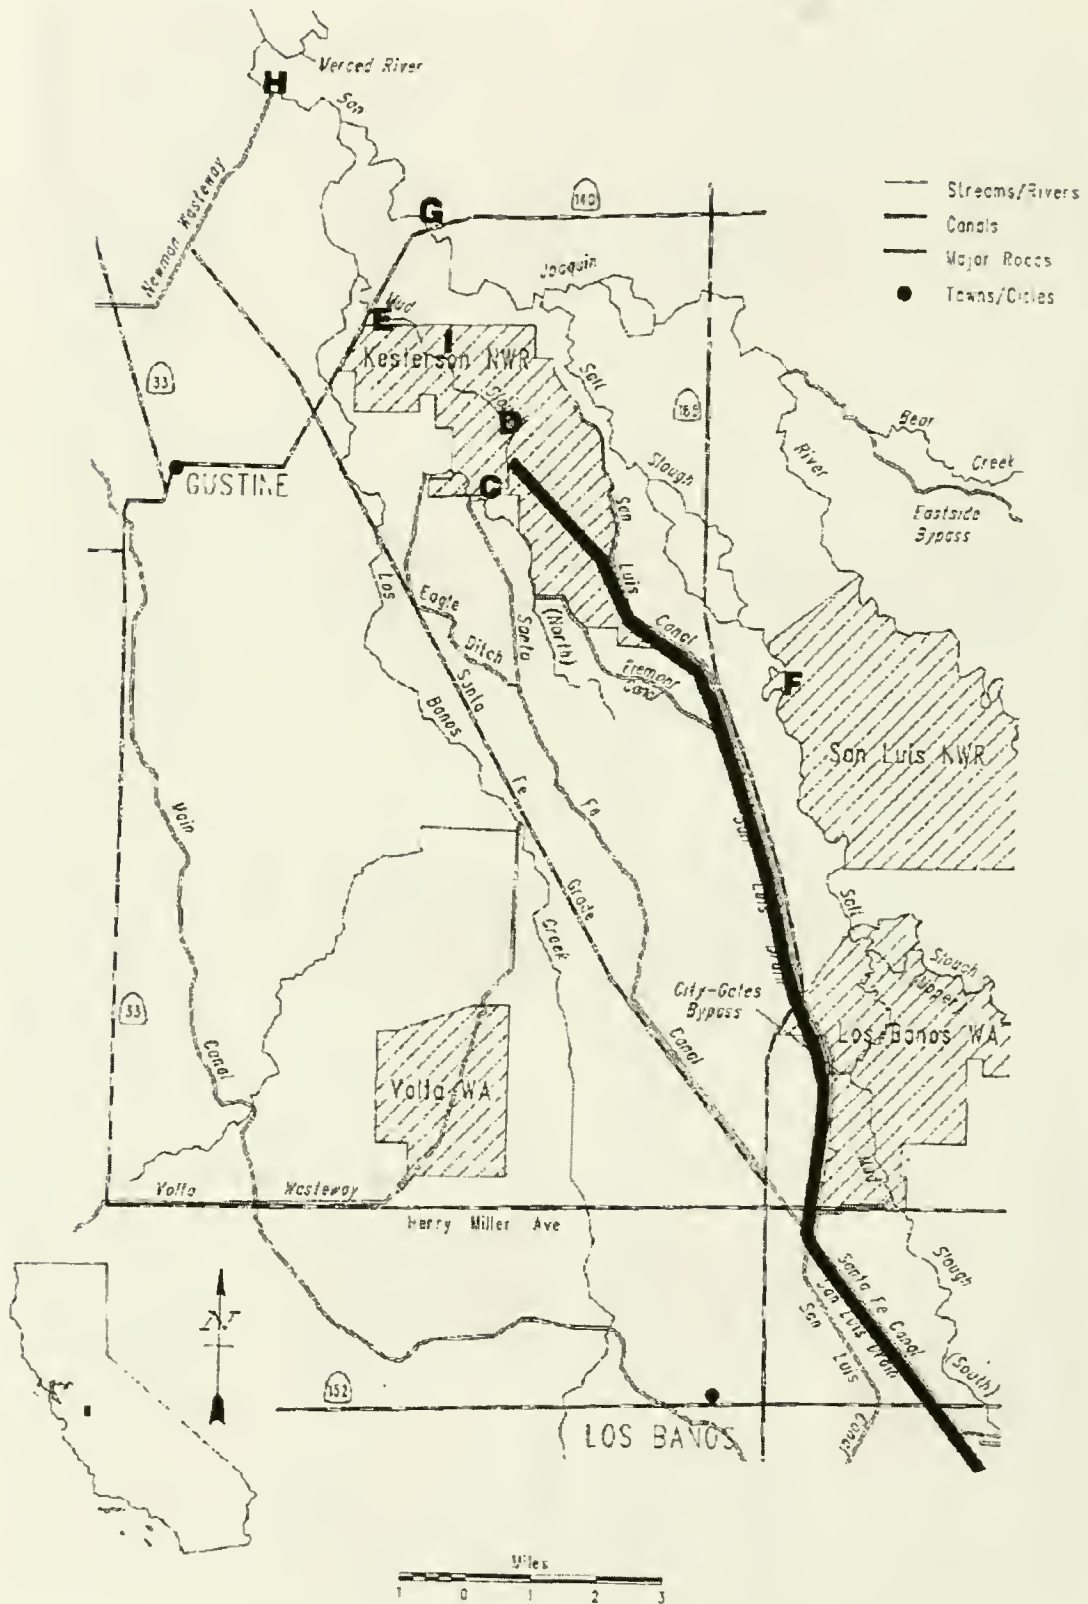 Merced River
H
San
Newman Wasteway
G
140
Streams/Rivers
Canals
Major Roads
Towns/Cities
Joaquin
Mud
E
I
Kesterson NWR
33
Salt
165
Slough
D
Bear
Creek
River
Slough
GUSTINE
C
San
Eastside
Bypass
Los
Eagle
Ditch
Santa
(North)
Luis
Canal
Fremont
Canal
F
Santa
Banos
San Luis NWR
Fe
Fe
Main
San
Luis
Drain
Grade
Creek
Salt
Slough
(upper)
City-Gates
Bypass
Los Banos WA
33
Canal
Canal
Volta WA
Mud
Volta Wasteway
Henry Miller Ave
Slough
(South)
Santa Fe Canal
San Luis Drain
San
Luis
Canal
N
152
LOS BANOS
Miles
1 0 1 2 3